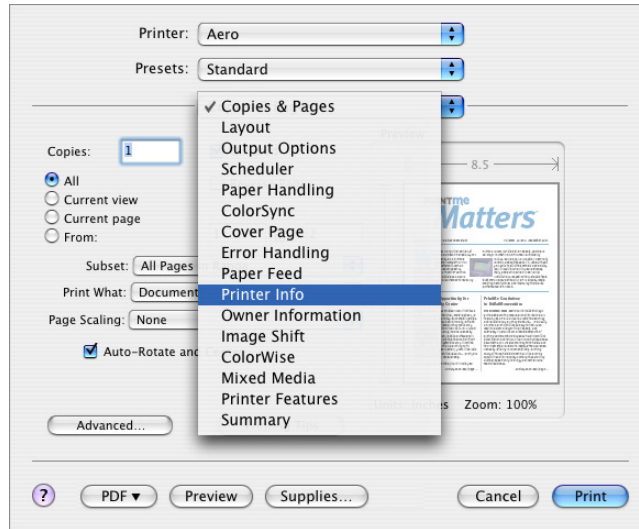 Printer: Aero
Presets: Standard
✓ Copies & Pages
Layout
Output Options
Scheduler
Paper Handling
ColorSync
Cover Page
Error Handling
Paper Feed
Printer Info
Owner Information
Image Shift
ColorWise
Mixed Media
Printer Features
Summary
Copies: 1
All
Current view
Current page
From:
Subset: All Pages
Print What: Document
Page Scaling: None
Auto-Rotate and
Advanced...
Preview
8.5
Matters
Units: Inches Zoom: 100%
? PDF▼ Preview Supplies... Cancel Print